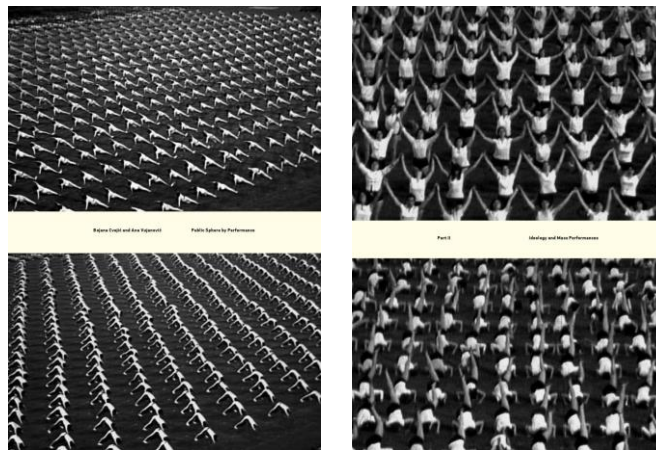 Bojana Cvejić and Ana Vujanović
Public Sphere by Performance
Part II
Ideology and Mass Performances